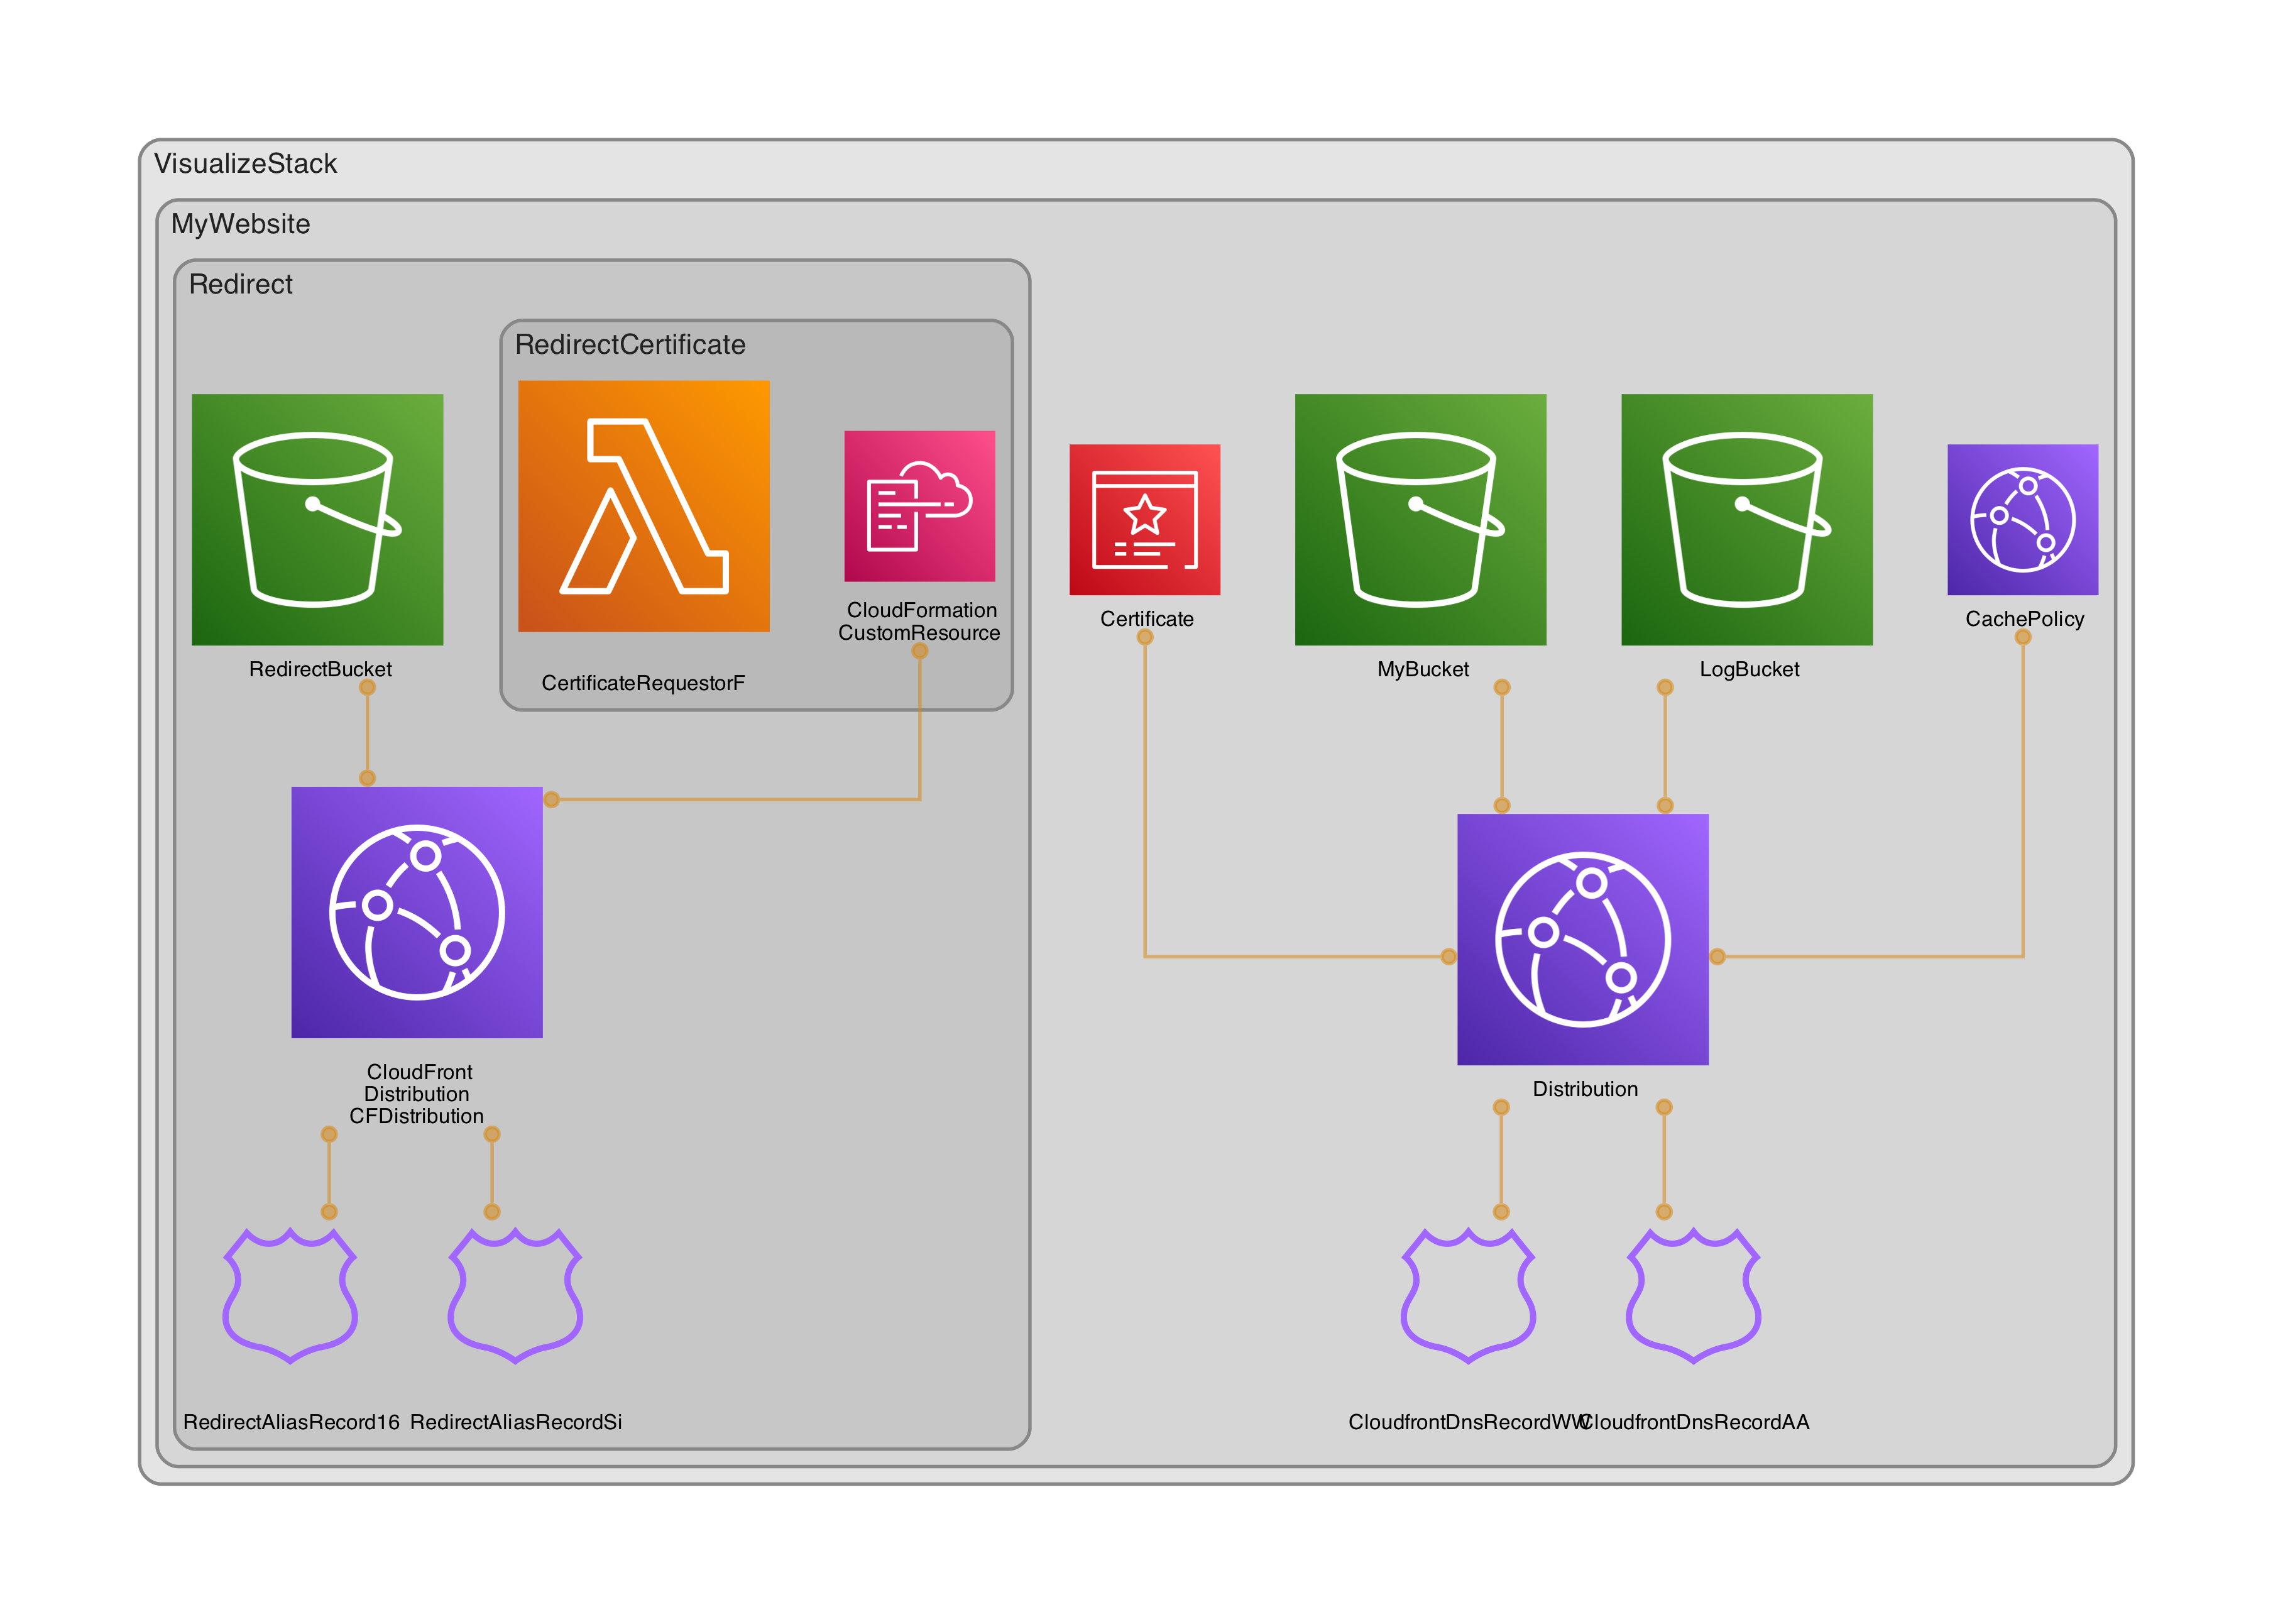 VisualizeStack
MyWebsite
Redirect
RedirectCertificate
RedirectBucket
CertificateRequestorF
CloudFormation
CustomResource
Certificate
MyBucket
LogBucket
CachePolicy
CloudFront
Distribution
CFDistribution
Distribution
RedirectAliasRecord16
RedirectAliasRecordSi
CloudfrontDnsRecordWW
CloudfrontDnsRecordAA